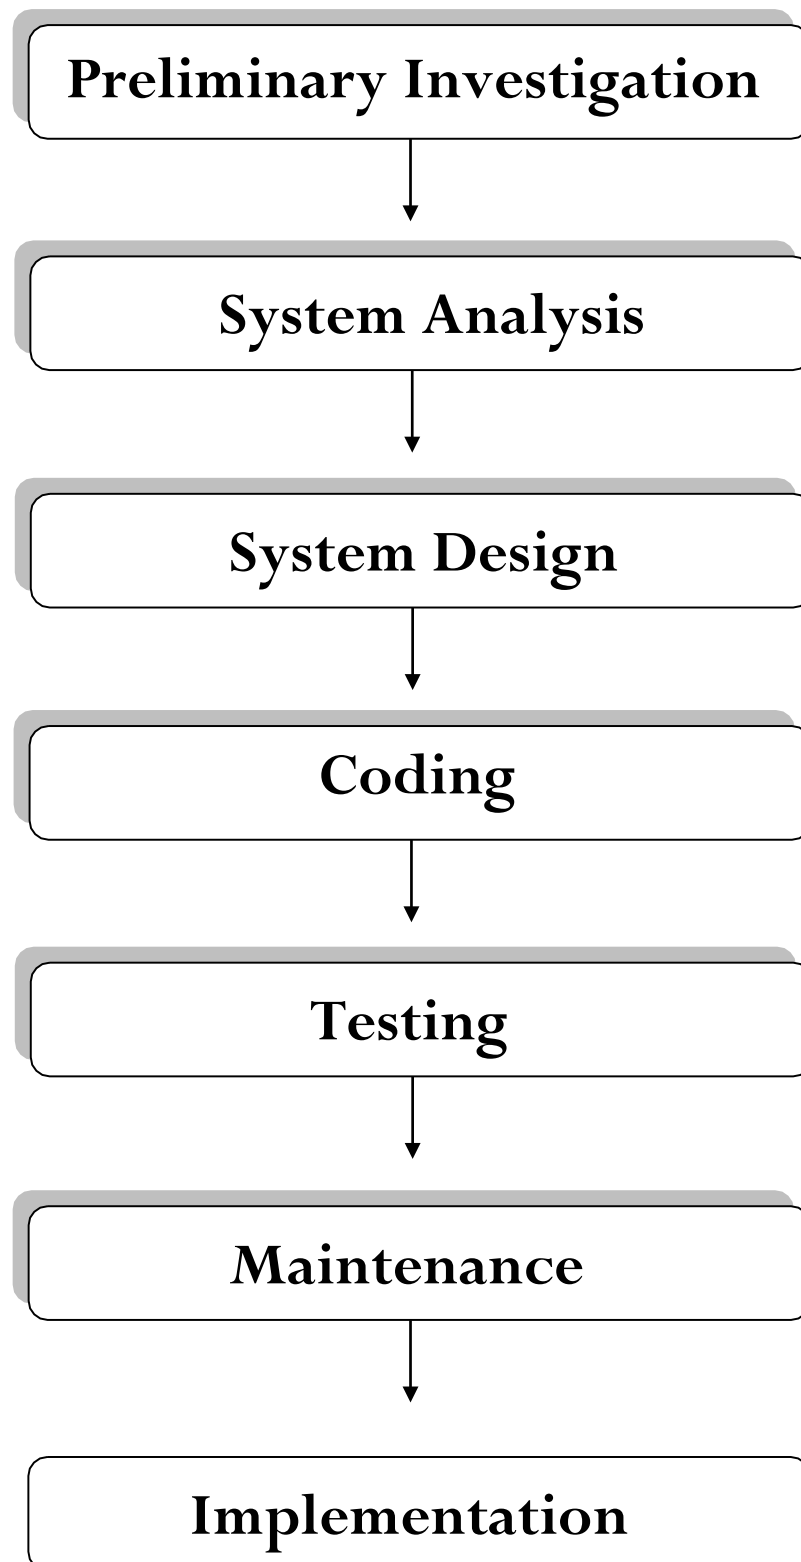 Preliminary Investigation
System Analysis
System Design
Coding
Testing
Maintenance
Implementation